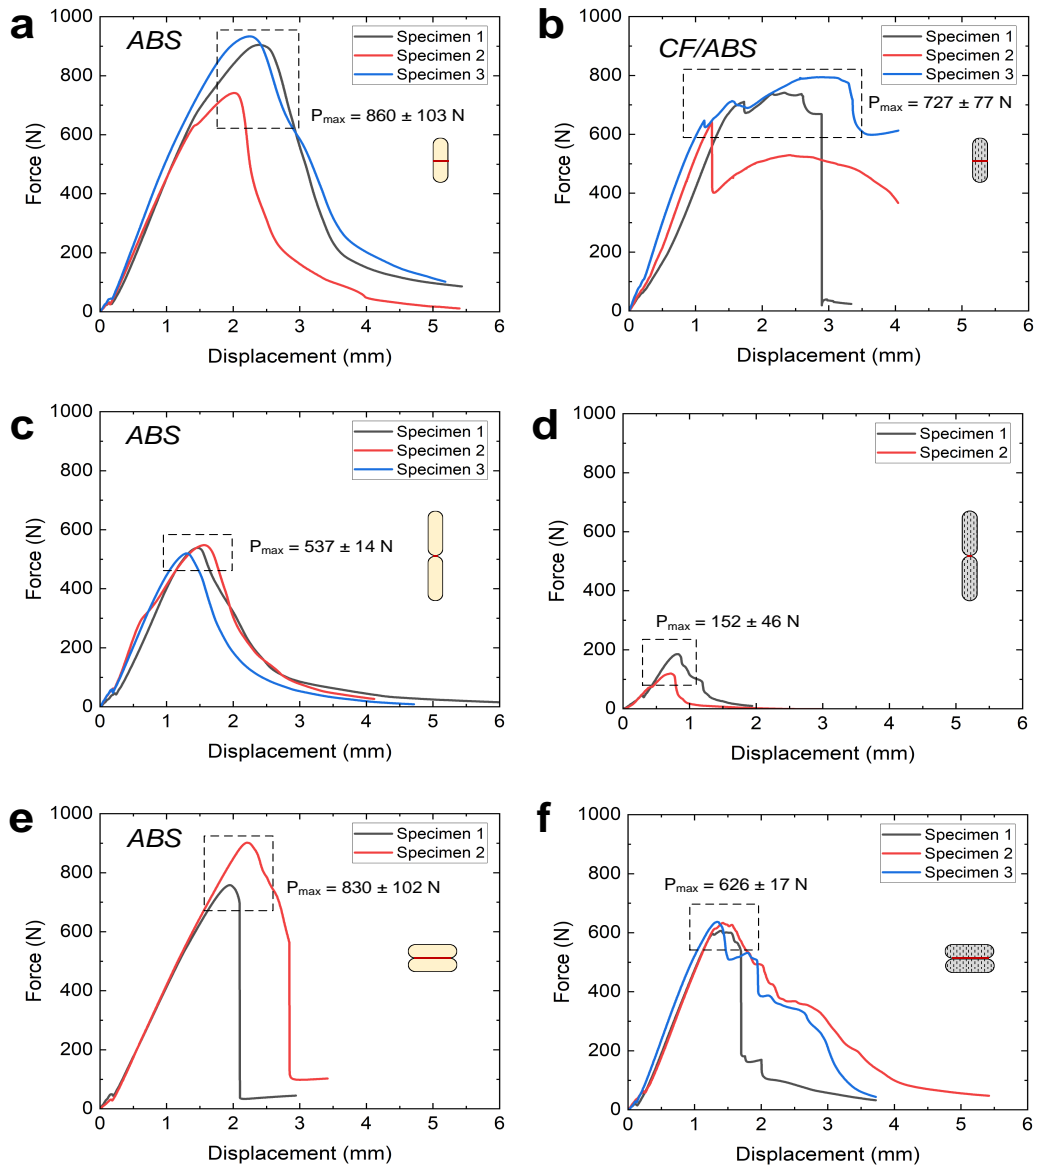 a
ABS
Specimen 1
Specimen 2
Specimen 3
Pmax = 860 ± 103 N
Force (N)
1000
800
600
400
200
0
0 1 2 3 4 5 6
Displacement (mm)
b
CF/ABS
Specimen 1
Specimen 2
Specimen 3
Pmax = 727 ± 77 N
Force (N)
1000
800
600
400
200
0
0 1 2 3 4 5 6
Displacement (mm)
c
ABS
Specimen 1
Specimen 2
Specimen 3
Pmax = 537 ± 14 N
Force (N)
1000
800
600
400
200
0
0 1 2 3 4 5 6
Displacement (mm)
d
Specimen 1
Specimen 2
Pmax = 152 ± 46 N
Force (N)
1000
800
600
400
200
0
0 1 2 3 4 5 6
Displacement (mm)
e
ABS
Specimen 1
Specimen 2
Pmax = 830 ± 102 N
Force (N)
1000
800
600
400
200
0
0 1 2 3 4 5 6
Displacement (mm)
f
Specimen 1
Specimen 2
Specimen 3
Pmax = 626 ± 17 N
Force (N)
1000
800
600
400
200
0
0 1 2 3 4 5 6
Displacement (mm)